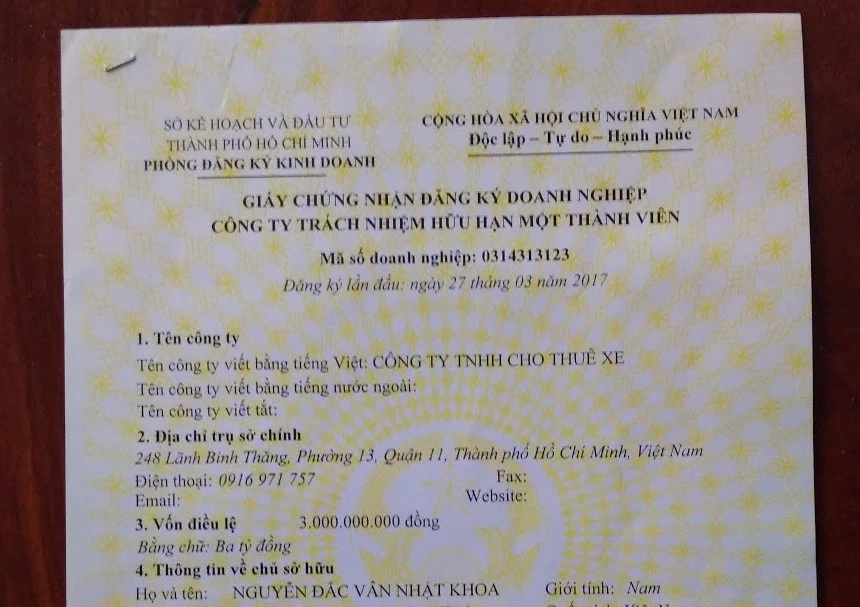 SỞ KẾ HOẠCH VÀ ĐẦU TƯ
THÀNH PHỐ HỒ CHÍ MINH
PHÒNG ĐĂNG KÝ KINH DOANH
CỘNG HÒA XÃ HỘI CHỦ NGHĨA VIỆT NAM
Độc lập – Tự do – Hạnh phúc
GIẤY CHỨNG NHẬN ĐĂNG KÝ DOANH NGHIỆP
CÔNG TY TRÁCH NHIỆM HỮU HẠN MỘT THÀNH VIÊN
Mã số doanh nghiệp: 0314313123
Đăng ký lần đầu: ngày 27 tháng 03 năm 2017
1. Tên công ty
Tên công ty viết bằng tiếng Việt: CÔNG TY TNHH CHO THUÊ XE
Tên công ty viết bằng tiếng nước ngoài:
Tên công ty viết tắt:
2. Địa chỉ trụ sở chính
248 Lãnh Binh Thăng, Phường 13, Quận 11, Thành phố Hồ Chí Minh, Việt Nam
Điện thoại: 0916 971 757 Fax:
Email: Website:
3. Vốn điều lệ 3.000.000.000 đồng
Bằng chữ: Ba tỷ đồng
4. Thông tin về chủ sở hữu
Họ và tên: NGUYỄN ĐẮC VĂN NHẬT KHOA Giới tính: Nam